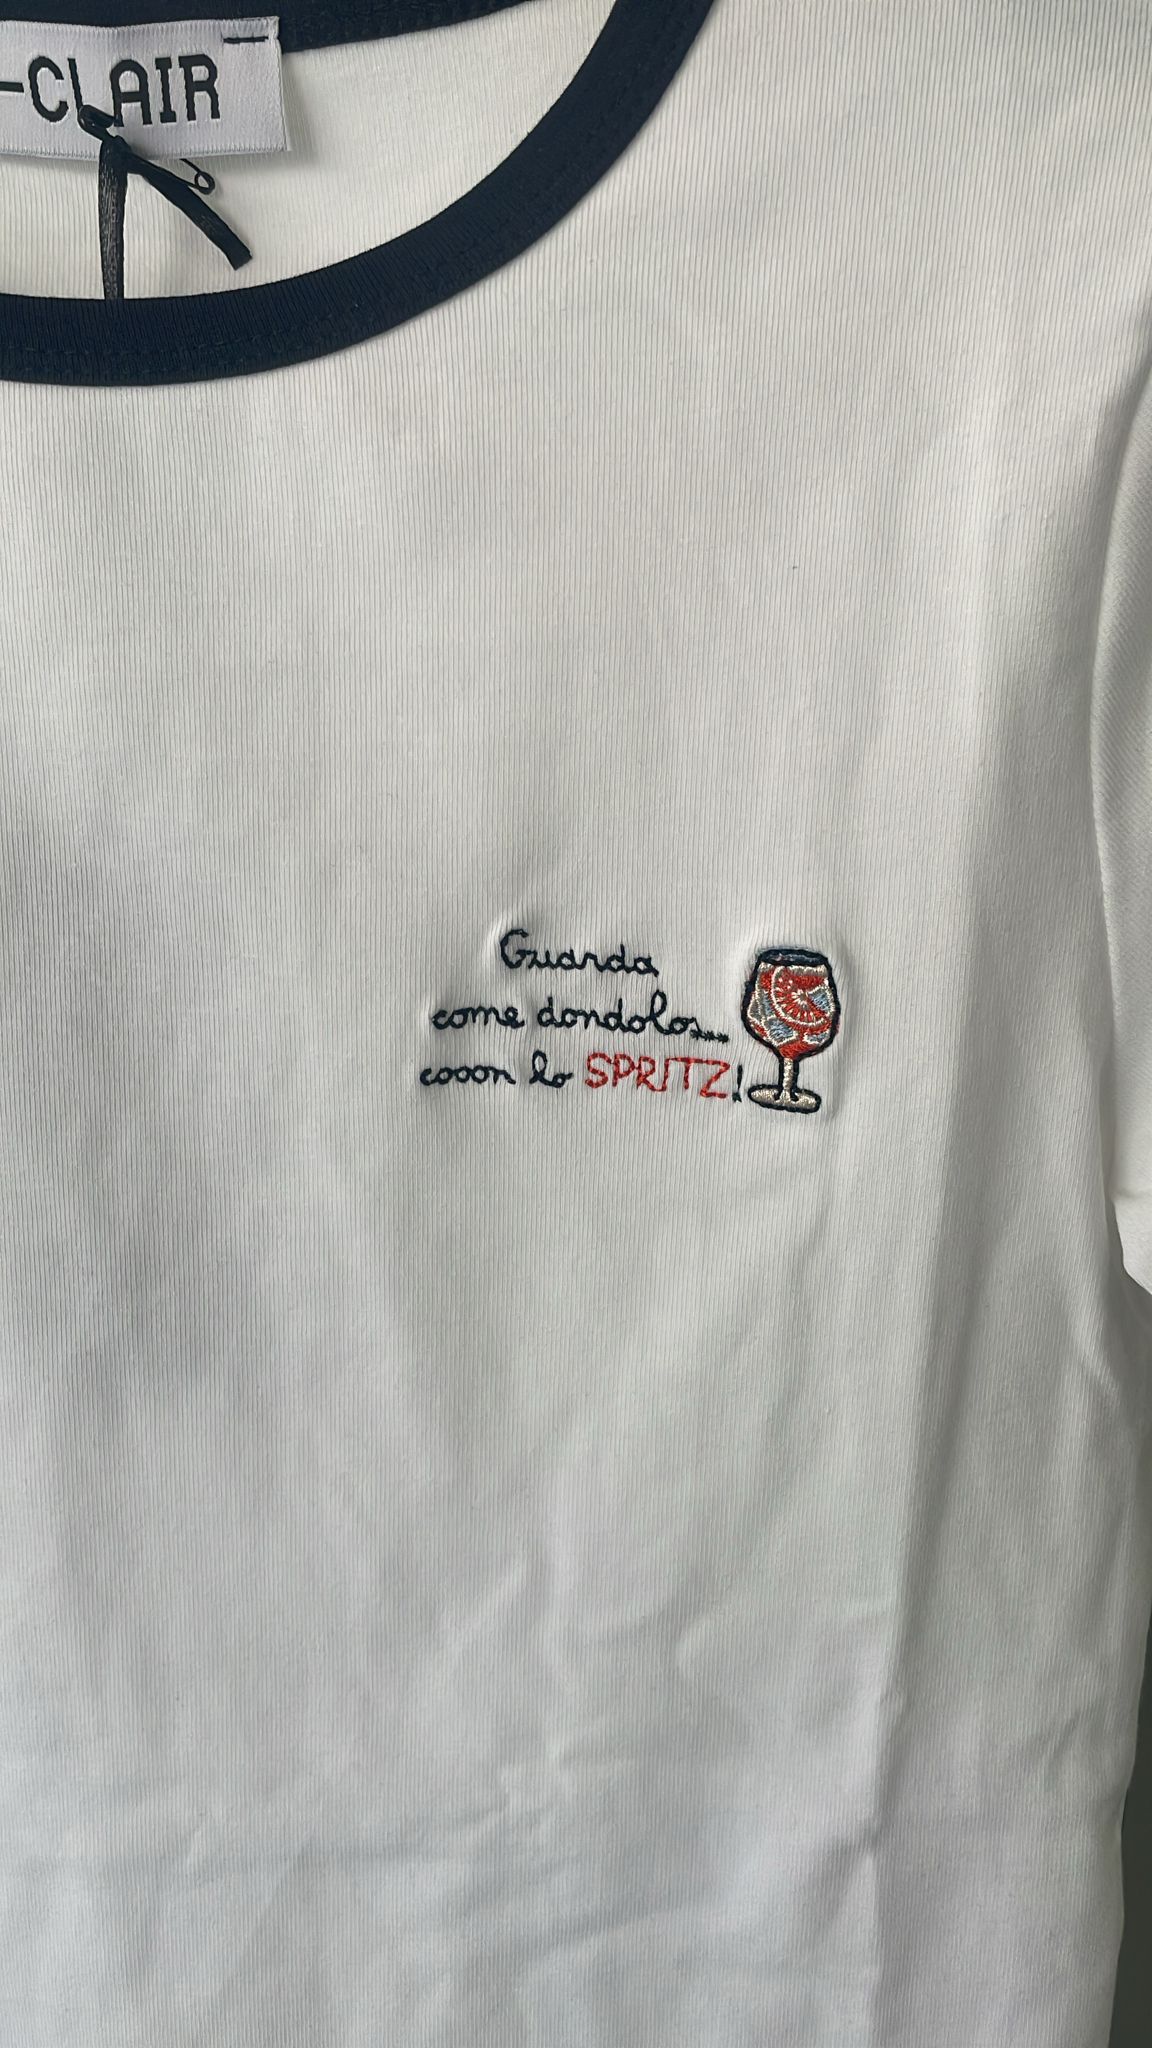 -CLAIR
Guarda
come dondolo....
cooon lo SPRITZ!